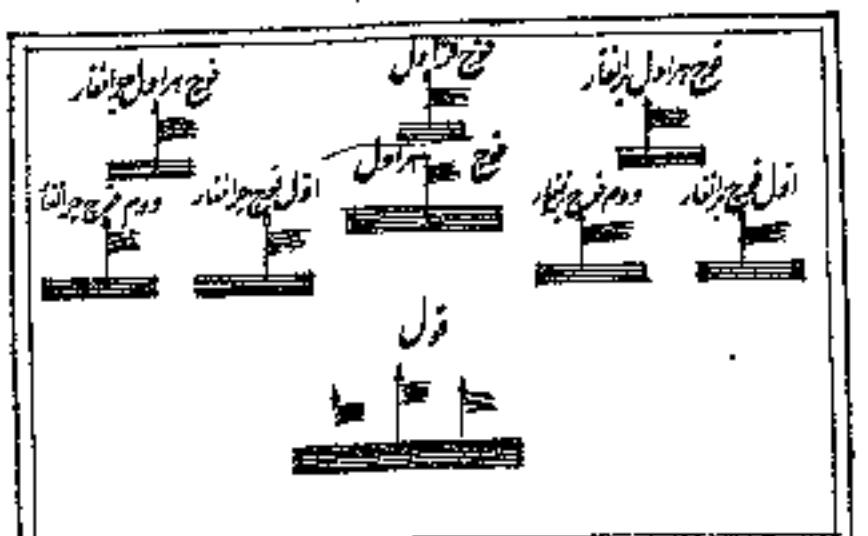 فوج هراول برانغار
فوج قراول
فوج هراول جرانغار
فوج هراول
اول فوج برانغار
دوم فوج برانغار
اول فوج جرانغار
دوم فوج جرانغار
قول